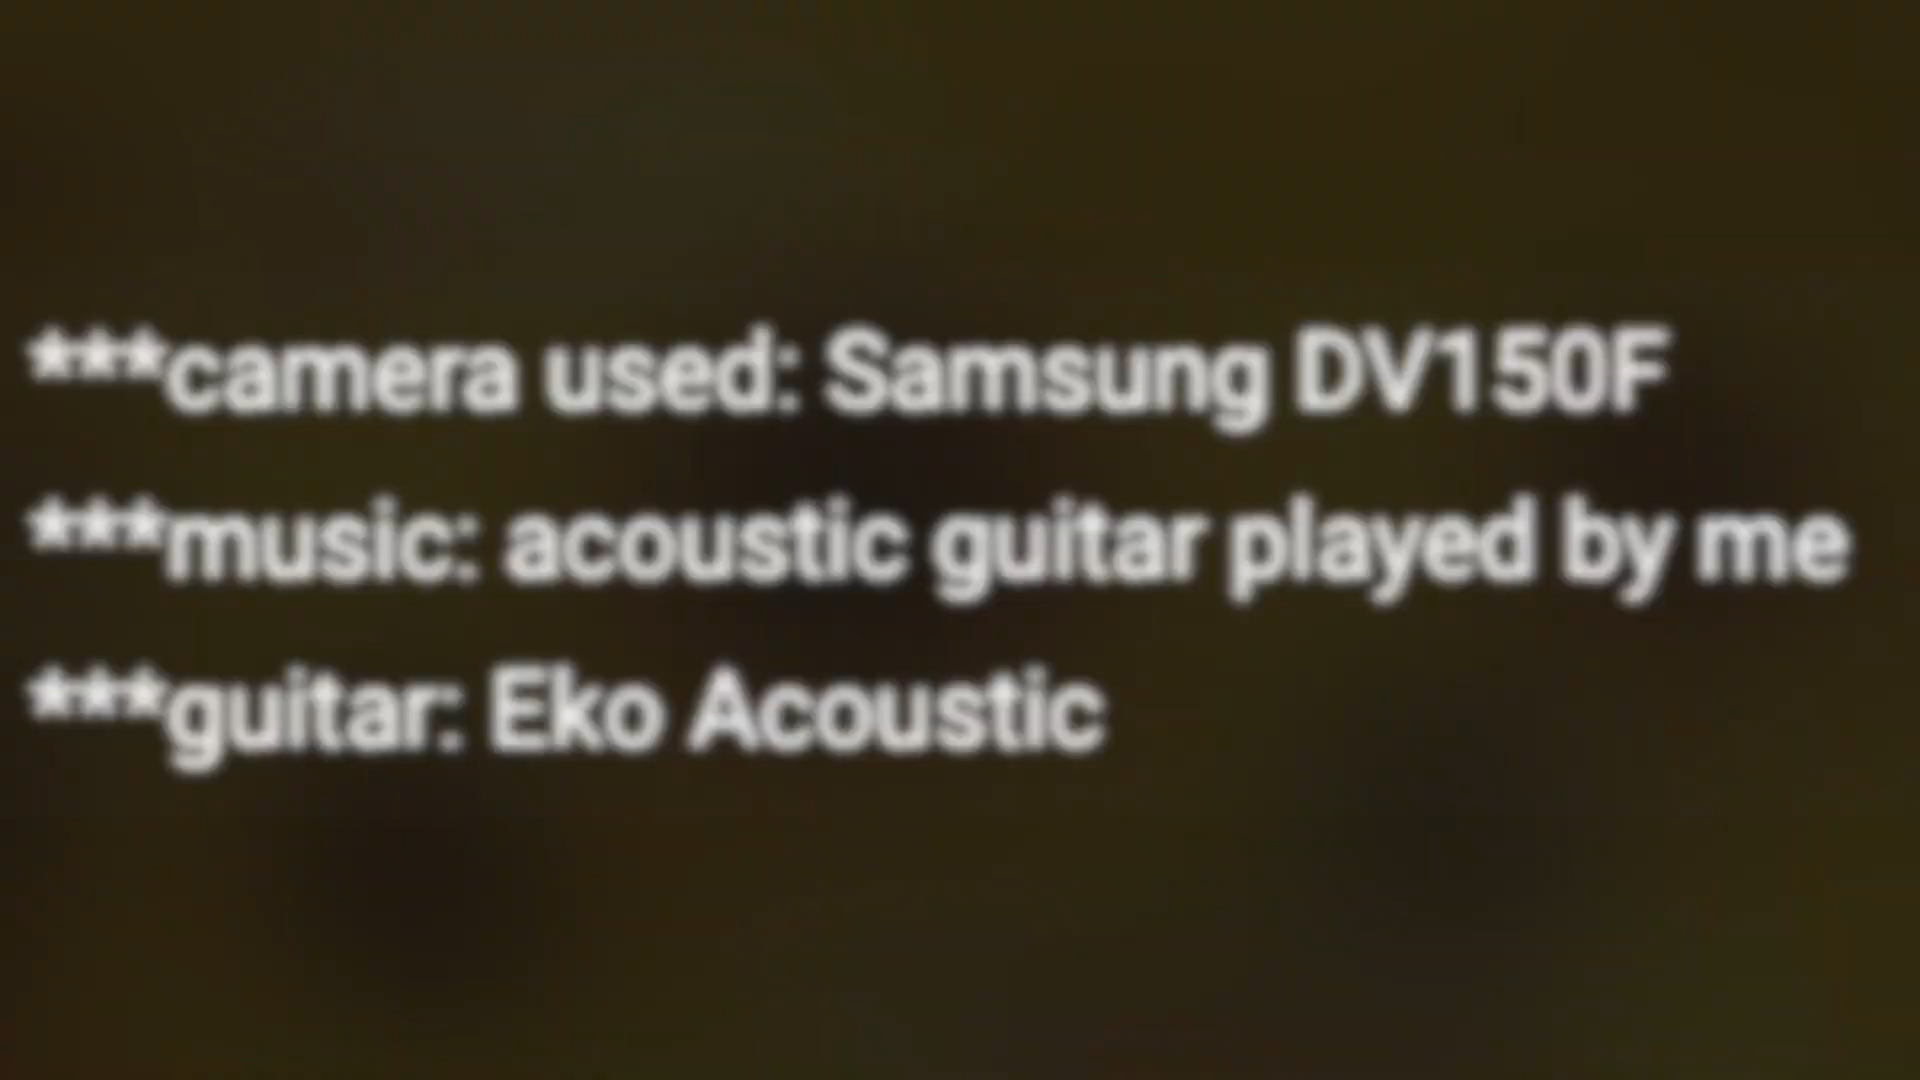 ***camera used: Samsung DV150F
***music: acoustic guitar played by me
***guitar: Eko Acoustic